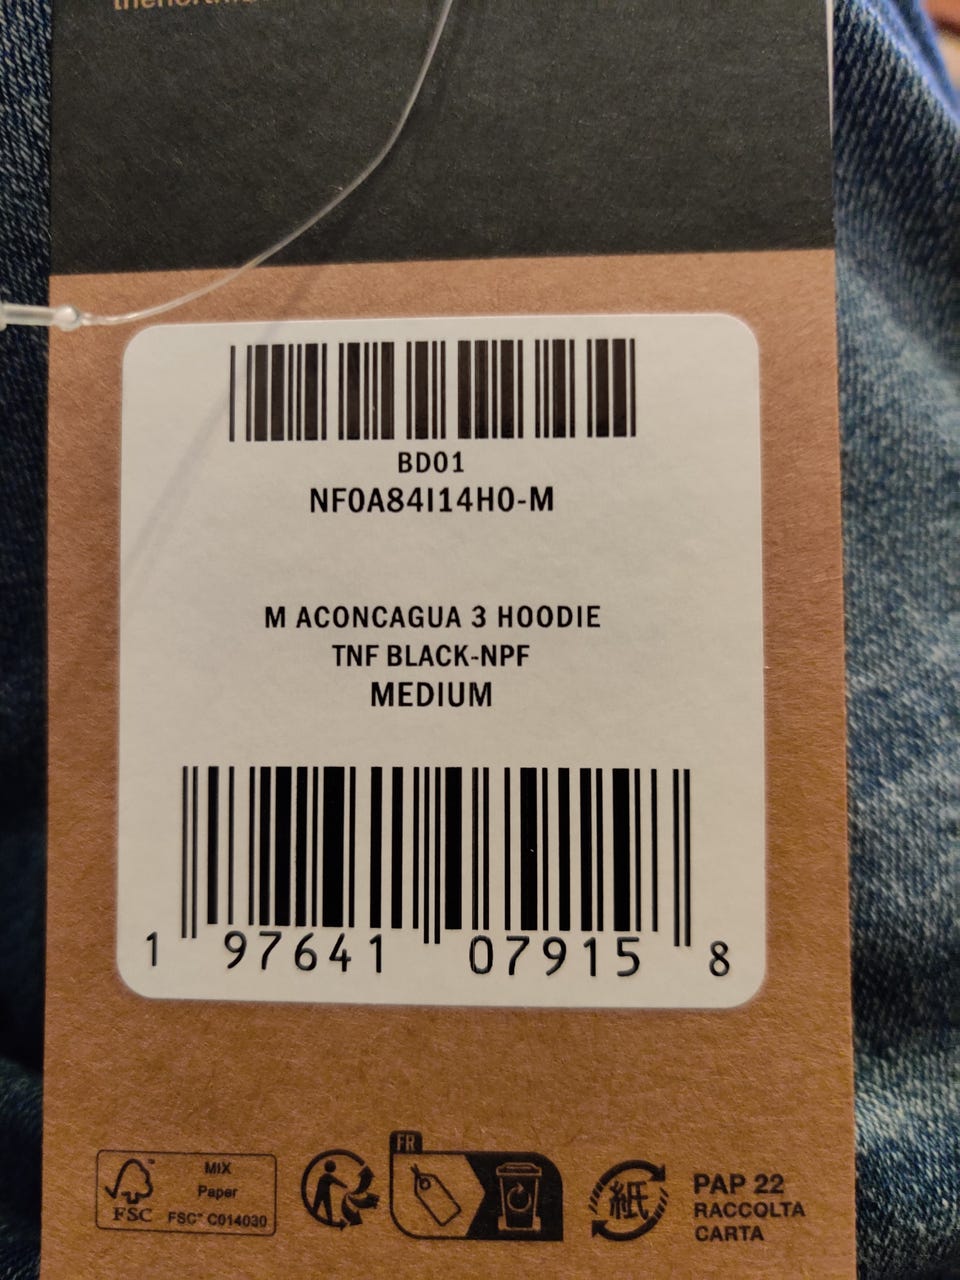 BD01
NF0A84I14H0-M
M ACONCAGUA 3 HOODIE
TNF BLACK-NPF
MEDIUM
1 97641 07915 8
FR
MIX
Paper
FSC™ C014030
FSC
紙
PAP 22
RACCOLTA
CARTA